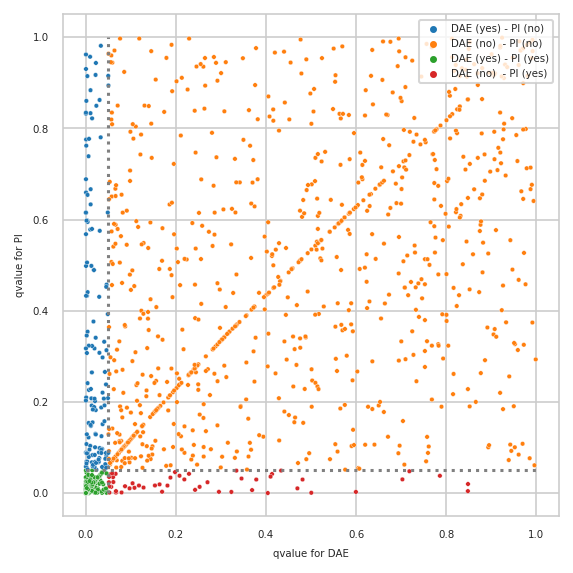 DAE (yes) - PI (no)
DAE (no) - PI (no)
DAE (yes) - PI (yes)
DAE (no) - PI (yes)
1.0
0.8
0.6
0.4
0.2
0.0
qvalue for PI
0.0 0.2 0.4 0.6 0.8 1.0
qvalue for DAE